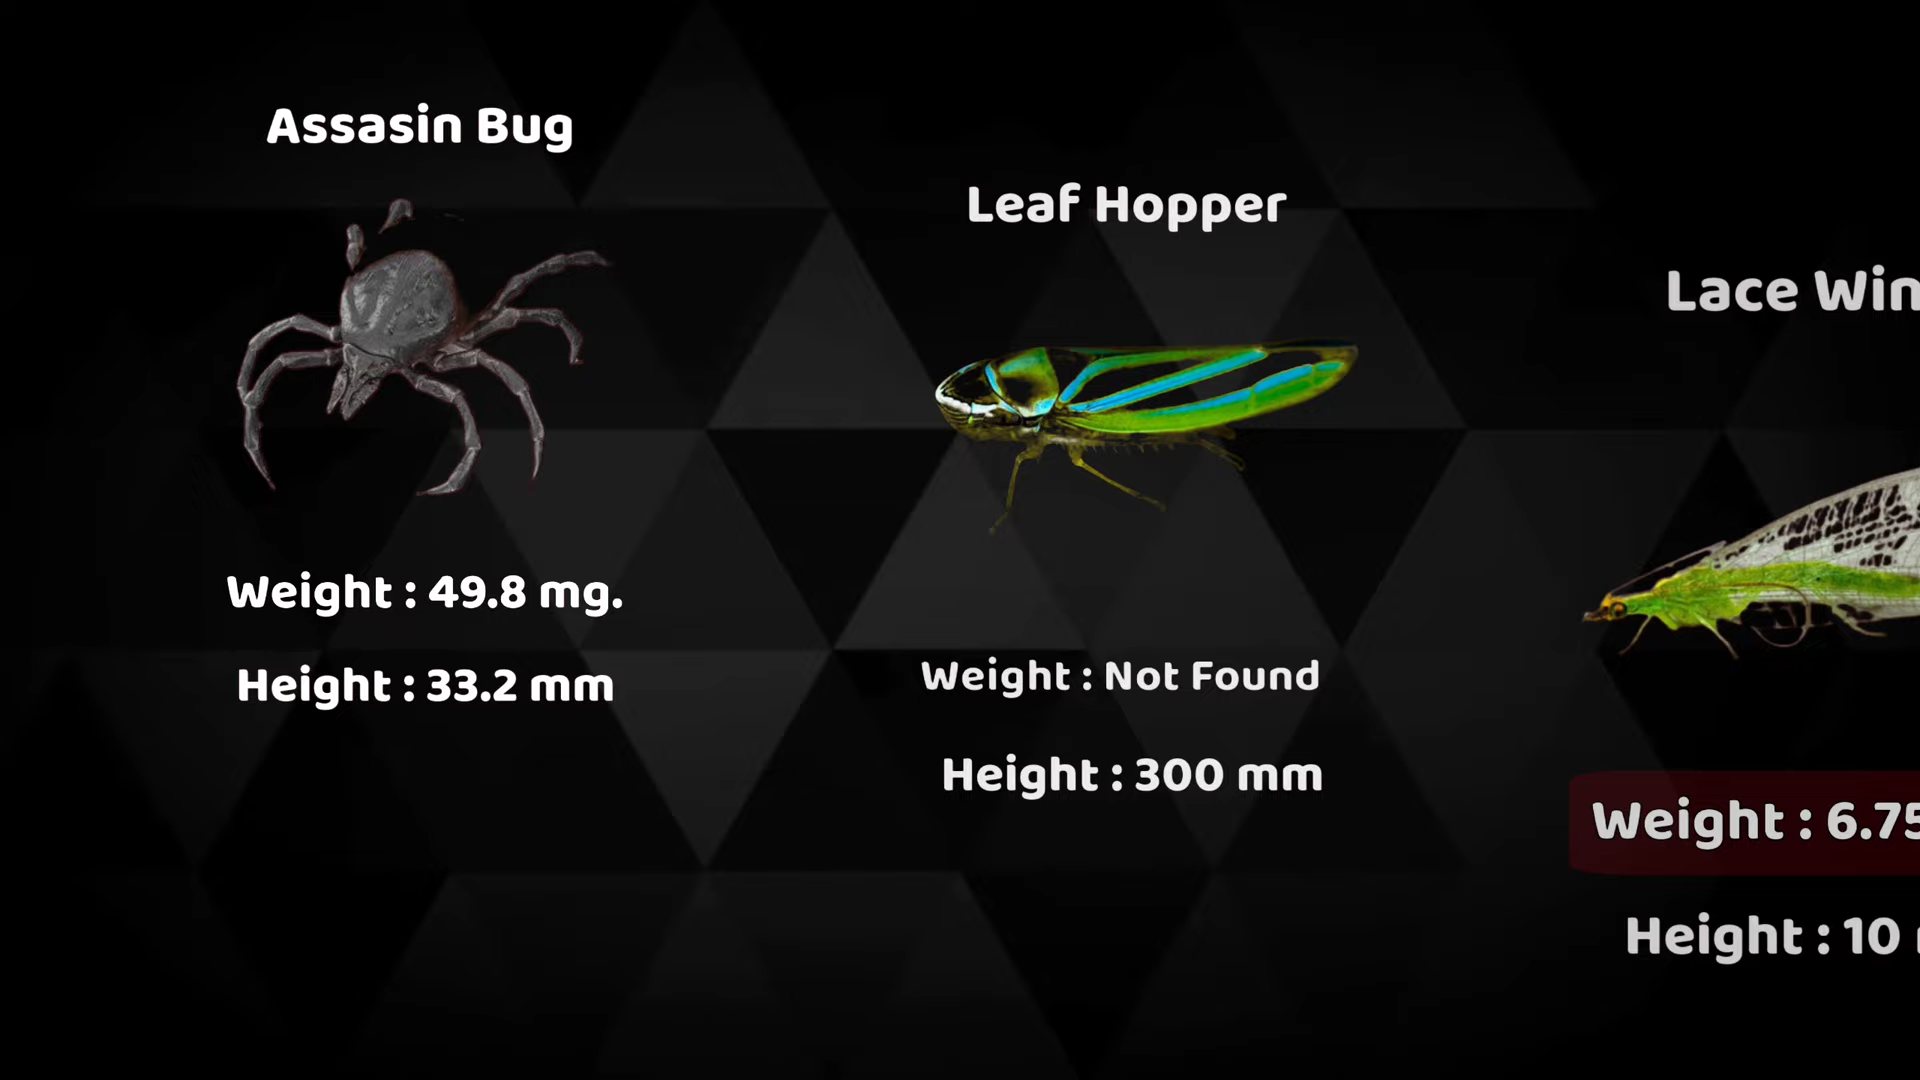 Assasin Bug
Weight : 49.8 mg.
Height : 33.2 mm
Leaf Hopper
Weight : Not Found
Height : 300 mm
Lace Win
Weight : 6.75
Height : 10